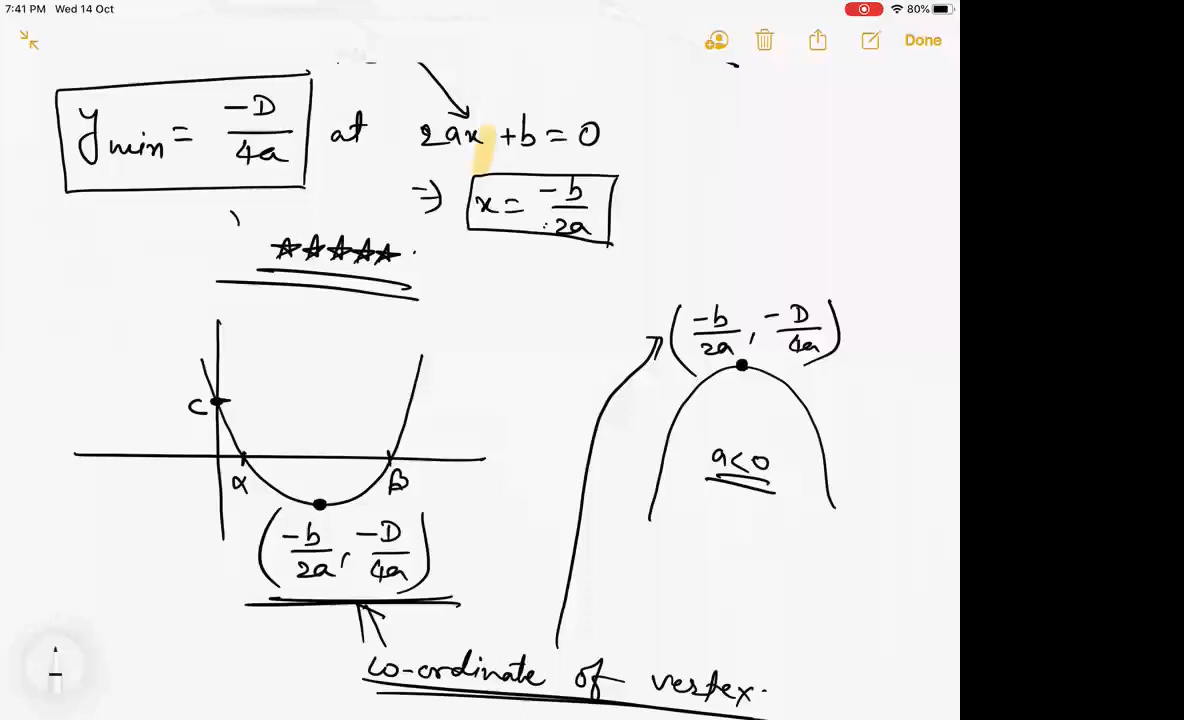 7:41 PM Wed 14 Oct
80%
Done
y min = -D/4a at 2ax + b = 0
⇒ x = -b/2a
(-b/2a, -D/4a)
C
α β
a<0
(-b/2a, -D/4a)
co-ordinate of vertex.